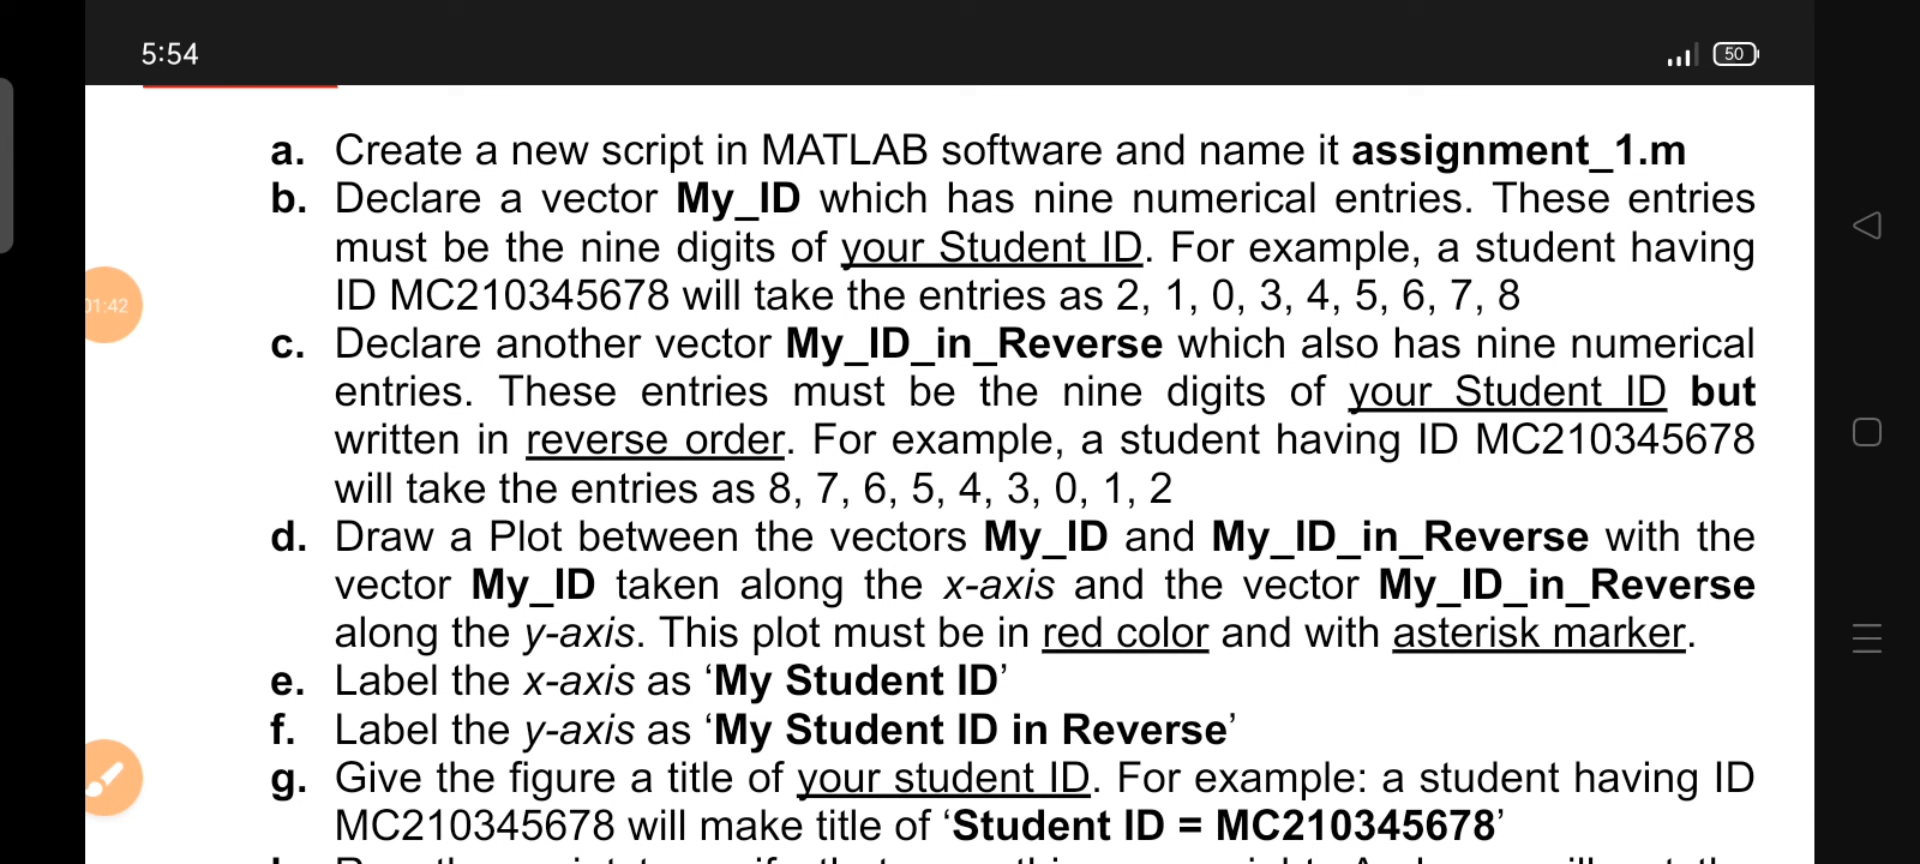 5:54
50
a. Create a new script in MATLAB software and name it assignment_1.m
b. Declare a vector My_ID which has nine numerical entries. These entries
must be the nine digits of your Student ID. For example, a student having
ID MC210345678 will take the entries as 2, 1, 0, 3, 4, 5, 6, 7, 8
01:42
c. Declare another vector My_ID_in_Reverse which also has nine numerical
entries. These entries must be the nine digits of your Student ID but
written in reverse order. For example, a student having ID MC210345678
will take the entries as 8, 7, 6, 5, 4, 3, 0, 1, 2
d. Draw a Plot between the vectors My_ID and My_ID_in_Reverse with the
vector My_ID taken along the x-axis and the vector My_ID_in_Reverse
along the y-axis. This plot must be in red color and with asterisk marker.
e. Label the x-axis as ‘My Student ID’
f. Label the y-axis as ‘My Student ID in Reverse’
g. Give the figure a title of your student ID. For example: a student having ID
MC210345678 will make title of ‘Student ID = MC210345678’